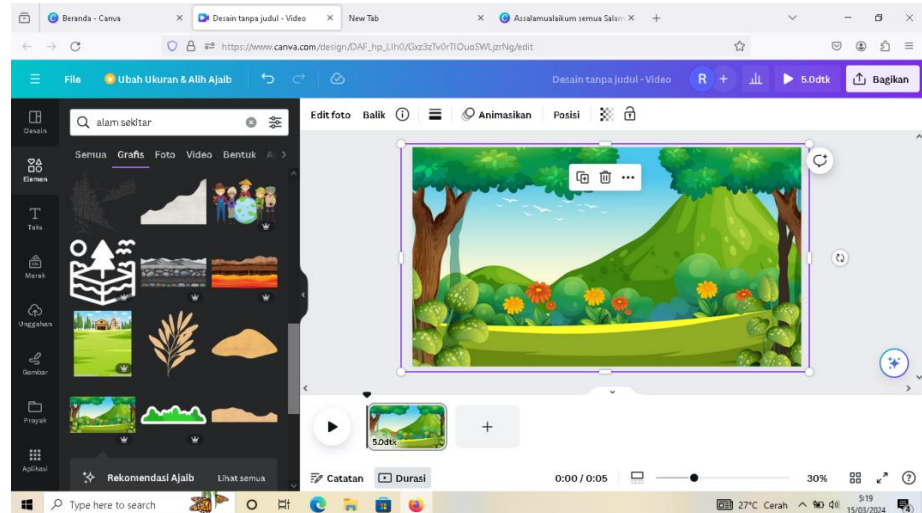 Beranda - Canva
Desain tanpa judul - Video
New Tab
Assalamualaikum semua Salam
https://www.canva.com/design/DAF_hp_LIh0/Gxz3zTv0rTIOuaSWLjzrNg/edit
File
Ubah Ukuran & Alih Ajaib
Desain tanpa judul - Video
R
5.0dtk
Bagikan
Desain
Elemen
Teks
Merek
Unggahan
Gambar
Proyek
Aplikasi
alam sekitar
Semua Grafis Foto Video Bentuk
Rekomendasi Ajaib Lihat semua
Edit foto Balik Animasikan Posisi
5.0dtk
Catatan Durasi 0:00 / 0:05 30%
Type here to search
27°C Cerah
5:19
15/03/2024